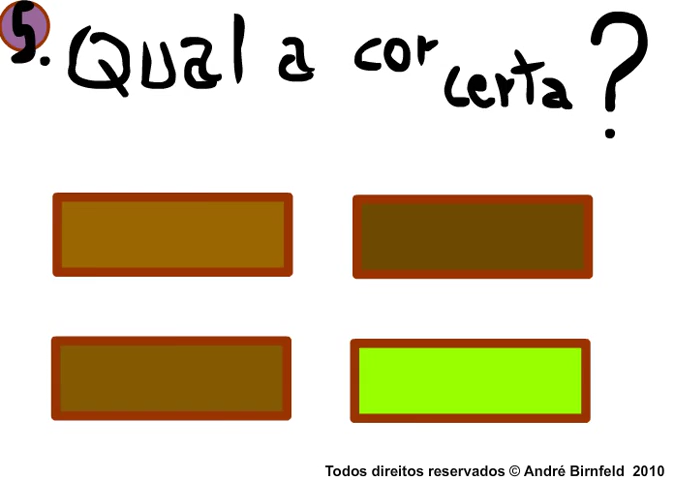 5. Qual a cor certa?
Todos direitos reservados © André Birnfeld 2010